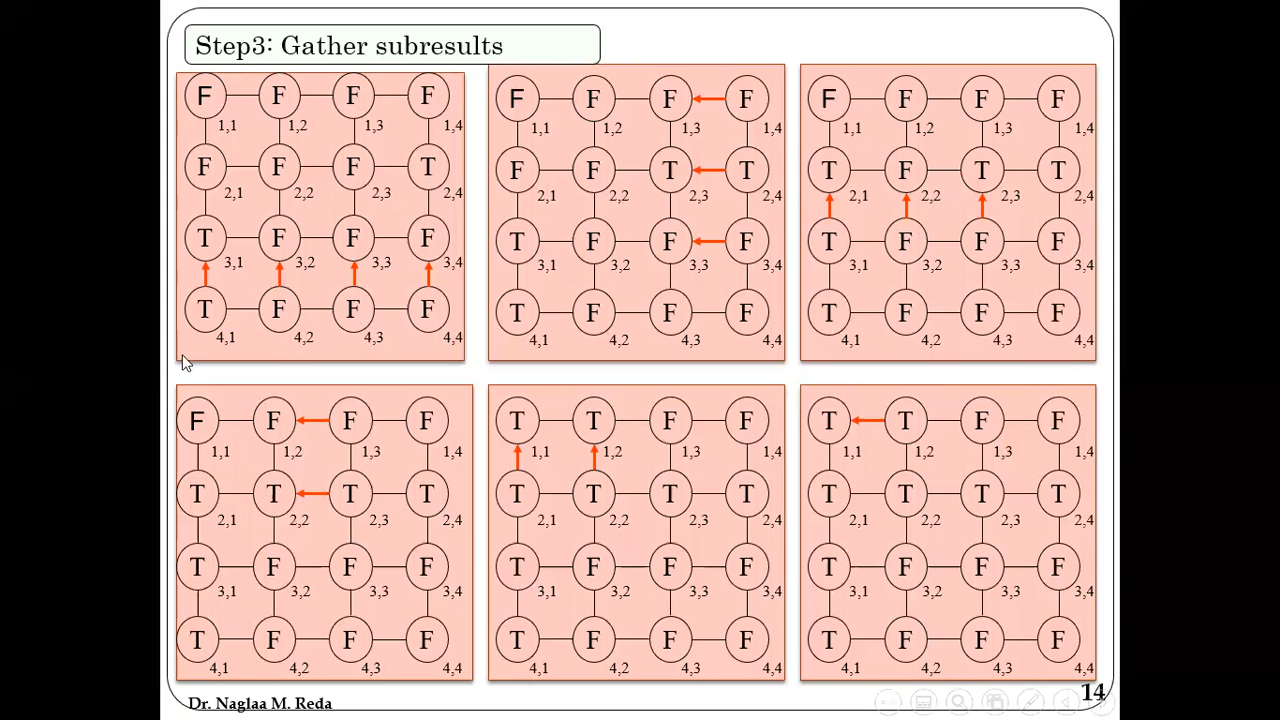 Step3: Gather subresults
F F F F
1,1 1,2 1,3 1,4
F F F T
2,1 2,2 2,3 2,4
T F F F
3,1 3,2 3,3 3,4
T F F F
4,1 4,2 4,3 4,4
F F F F
1,1 1,2 1,3 1,4
F F T T
2,1 2,2 2,3 2,4
T F F F
3,1 3,2 3,3 3,4
T F F F
4,1 4,2 4,3 4,4
F F F F
1,1 1,2 1,3 1,4
T F T T
2,1 2,2 2,3 2,4
T F F F
3,1 3,2 3,3 3,4
T F F F
4,1 4,2 4,3 4,4
F F F F
1,1 1,2 1,3 1,4
T T T T
2,1 2,2 2,3 2,4
T F F F
3,1 3,2 3,3 3,4
T F F F
4,1 4,2 4,3 4,4
T T F F
1,1 1,2 1,3 1,4
T T T T
2,1 2,2 2,3 2,4
T F F F
3,1 3,2 3,3 3,4
T F F F
4,1 4,2 4,3 4,4
T T F F
1,1 1,2 1,3 1,4
T T T T
2,1 2,2 2,3 2,4
T F F F
3,1 3,2 3,3 3,4
T F F F
4,1 4,2 4,3 4,4
Dr. Naglaa M. Reda
14